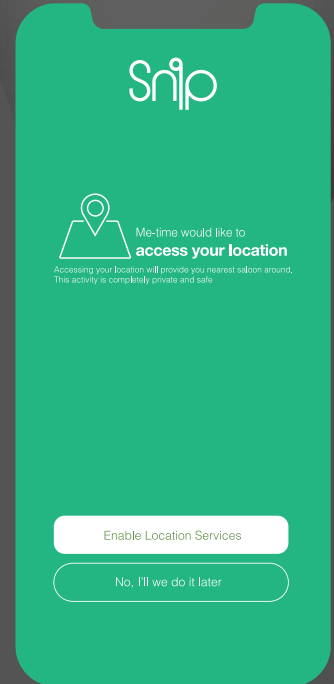 Snip
Me-time would like to
access your location
Accessing your location will provide you nearest saloon around.
This activity is completely private and safe
Enable Location Services
No, I'll we do it later